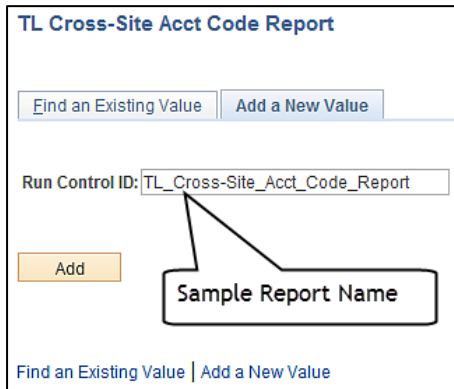 TL Cross-Site Acct Code Report
Find an Existing Value Add a New Value
Run Control ID: TL_Cross-Site_Acct_Code_Report
Add
Sample Report Name
Find an Existing Value | Add a New Value